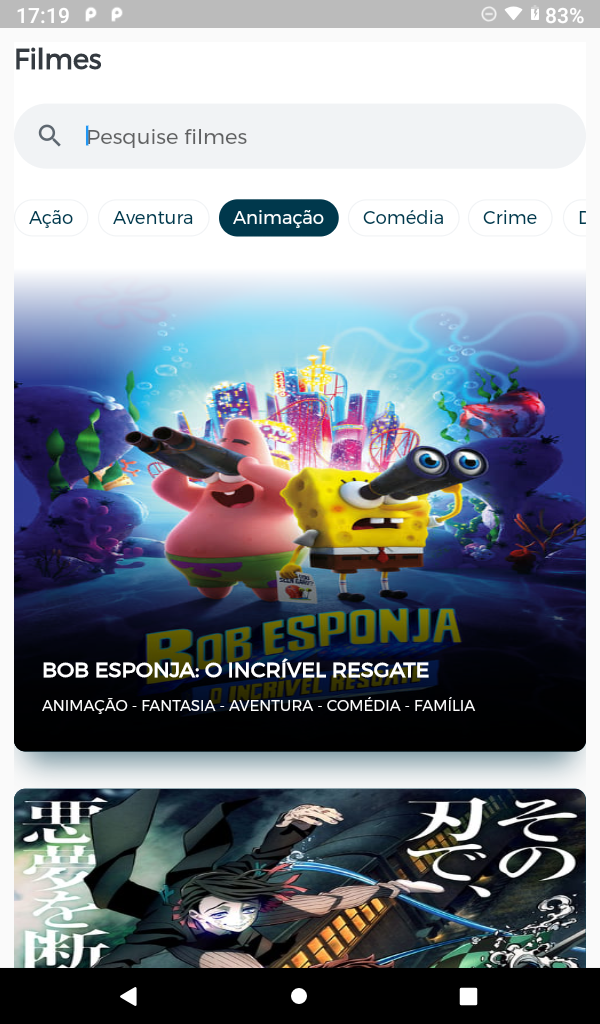 17:19
83%
Filmes
Pesquise filmes
Ação
Aventura
Animação
Comédia
Crime
BOB ESPONJA
O INCRÍVEL RESGATE
BOB ESPONJA: O INCRÍVEL RESGATE
ANIMAÇÃO - FANTASIA - AVENTURA - COMÉDIA - FAMÍLIA
その
刃で、
悪夢を断